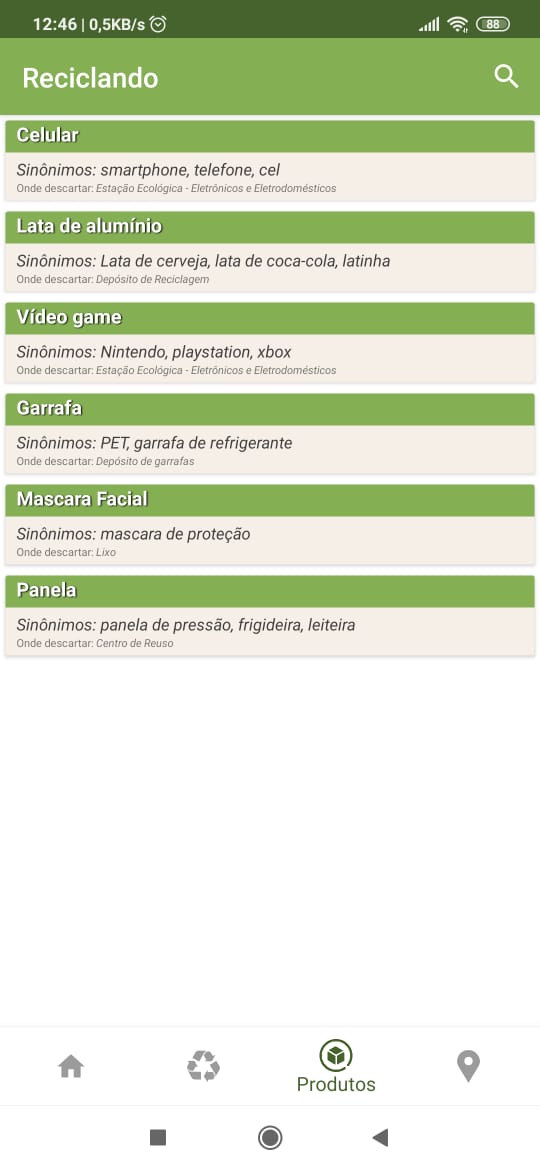 12:46 | 0,5KB/s
88
Reciclando
Celular
Sinônimos: smartphone, telefone, cel
Onde descartar: Estação Ecológica - Eletrônicos e Eletrodomésticos
Lata de alumínio
Sinônimos: Lata de cerveja, lata de coca-cola, latinha
Onde descartar: Depósito de Reciclagem
Vídeo game
Sinônimos: Nintendo, playstation, xbox
Onde descartar: Estação Ecológica - Eletrônicos e Eletrodomésticos
Garrafa
Sinônimos: PET, garrafa de refrigerante
Onde descartar: Depósito de garrafas
Mascara Facial
Sinônimos: mascara de proteção
Onde descartar: Lixo
Panela
Sinônimos: panela de pressão, frigideira, leiteira
Onde descartar: Centro de Reuso
Produtos